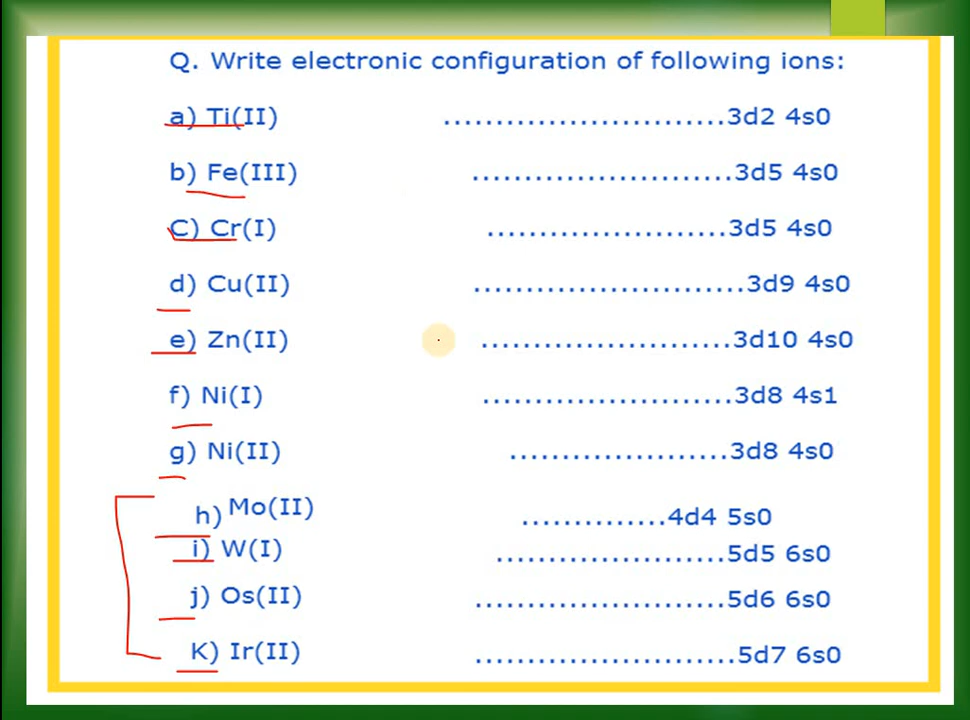 Q. Write electronic configuration of following ions:
a) Ti(II) ...........................3d2 4s0
b) Fe(III) .........................3d5 4s0
C) Cr(I) .......................3d5 4s0
d) Cu(II) ..........................3d9 4s0
e) Zn(II) ........................3d10 4s0
f) Ni(I) ........................3d8 4s1
g) Ni(II) .....................3d8 4s0
h) Mo(II) ..............4d4 5s0
i) W(I) ......................5d5 6s0
j) Os(II) ........................5d6 6s0
K) Ir(II) .........................5d7 6s0